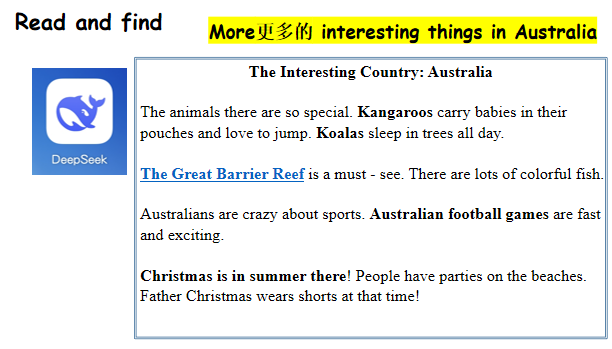 Read and find
More更多的 interesting things in Australia
DeepSeek
The Interesting Country: Australia
The animals there are so special. Kangaroos carry babies in their
pouches and love to jump. Koalas sleep in trees all day.
The Great Barrier Reef is a must - see. There are lots of colorful fish.
Australians are crazy about sports. Australian football games are fast
and exciting.
Christmas is in summer there! People have parties on the beaches.
Father Christmas wears shorts at that time!